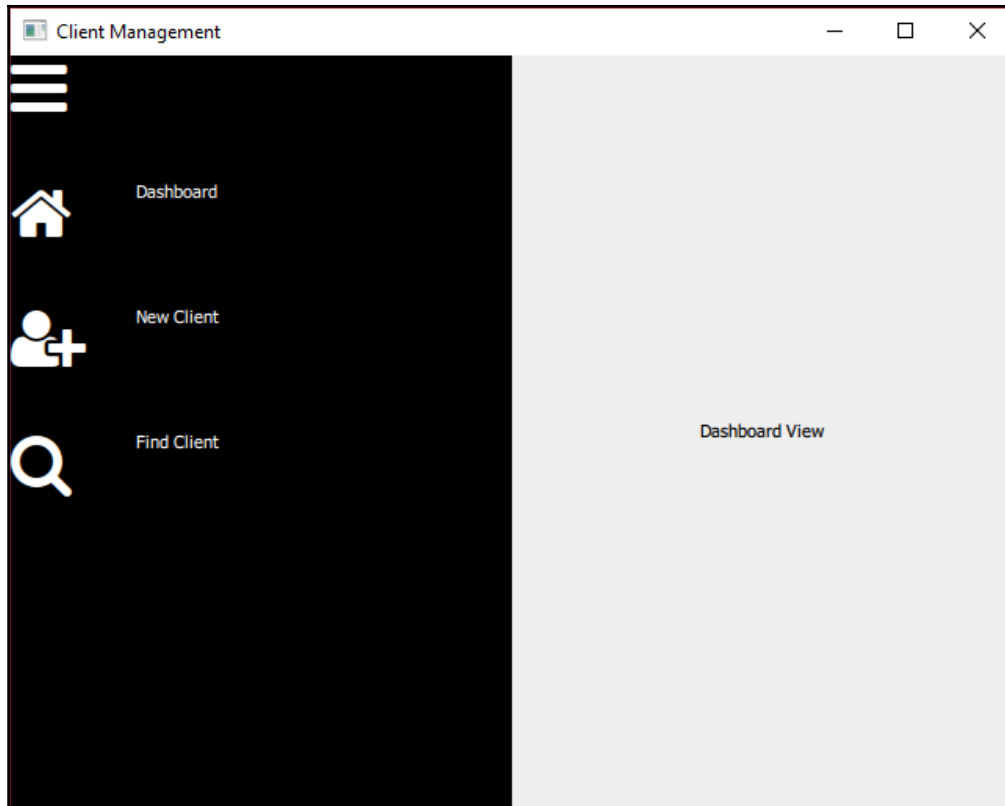 Client Management
Dashboard
New Client
Find Client
Dashboard View